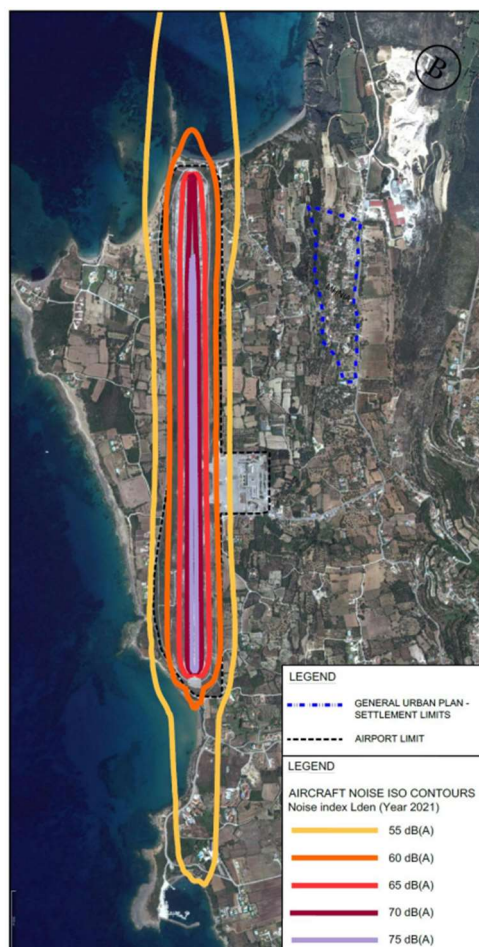 B
LEGEND
GENERAL URBAN PLAN -
SETTLEMENT LIMITS
AIRPORT LIMIT
LEGEND
AIRCRAFT NOISE ISO CONTOURS
Noise index Lden (Year 2021)
55 dB(A)
60 dB(A)
65 dB(A)
70 dB(A)
75 dB(A)